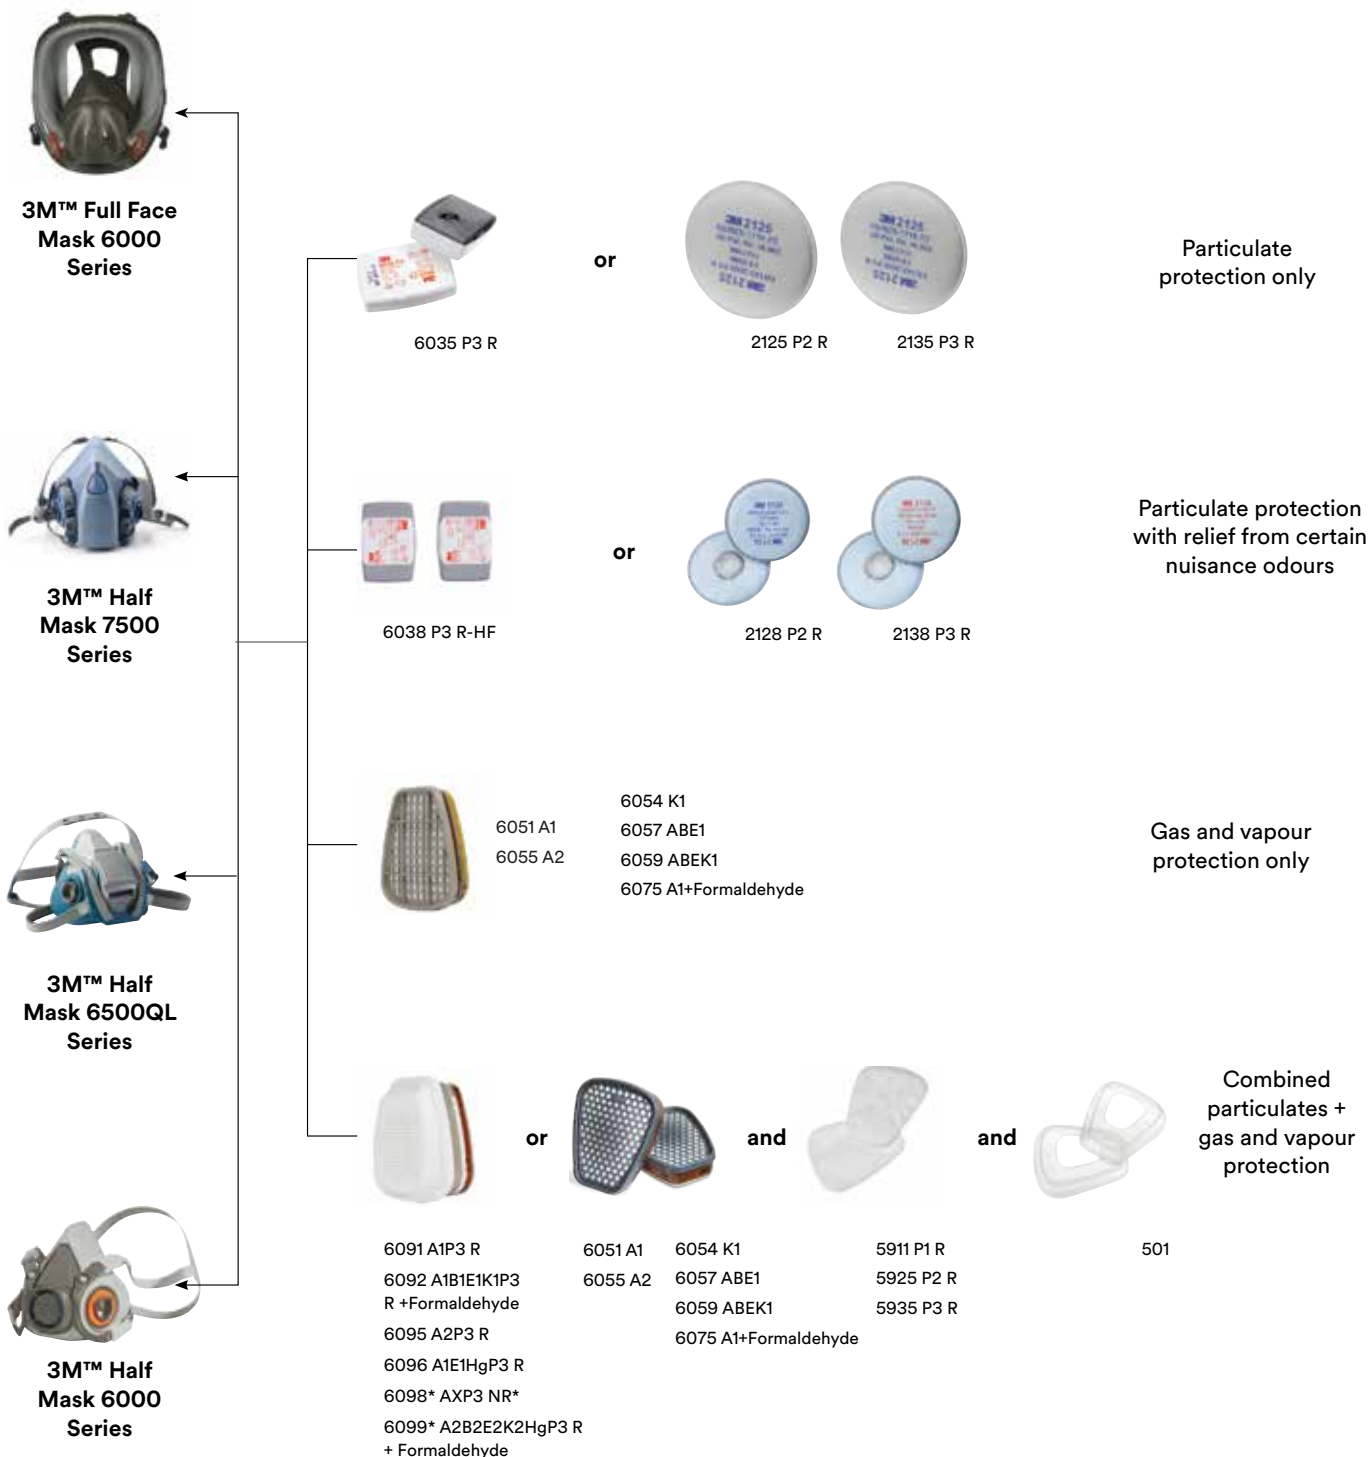 3M™ Full Face
Mask 6000
Series
6035 P3 R
or
3M 2125
3M 2125
2125 P2 R
2135 P3 R
Particulate
protection only
3M™ Half
Mask 7500
Series
6038 P3 R-HF
or
2128 P2 R
2138 P3 R
Particulate protection
with relief from certain
nuisance odours
6051 A1
6055 A2
6054 K1
6057 ABE1
6059 ABEK1
6075 A1+Formaldehyde
Gas and vapour
protection only
3M™ Half
Mask 6500QL
Series
or
and
and
Combined
particulates +
gas and vapour
protection
6091 A1P3 R
6092 A1B1E1K1P3
R +Formaldehyde
6095 A2P3 R
6096 A1E1HgP3 R
6098* AXP3 NR*
6099* A2B2E2K2HgP3 R
+ Formaldehyde
6051 A1
6055 A2
6054 K1
6057 ABE1
6059 ABEK1
6075 A1+Formaldehyde
5911 P1 R
5925 P2 R
5935 P3 R
501
3M™ Half
Mask 6000
Series